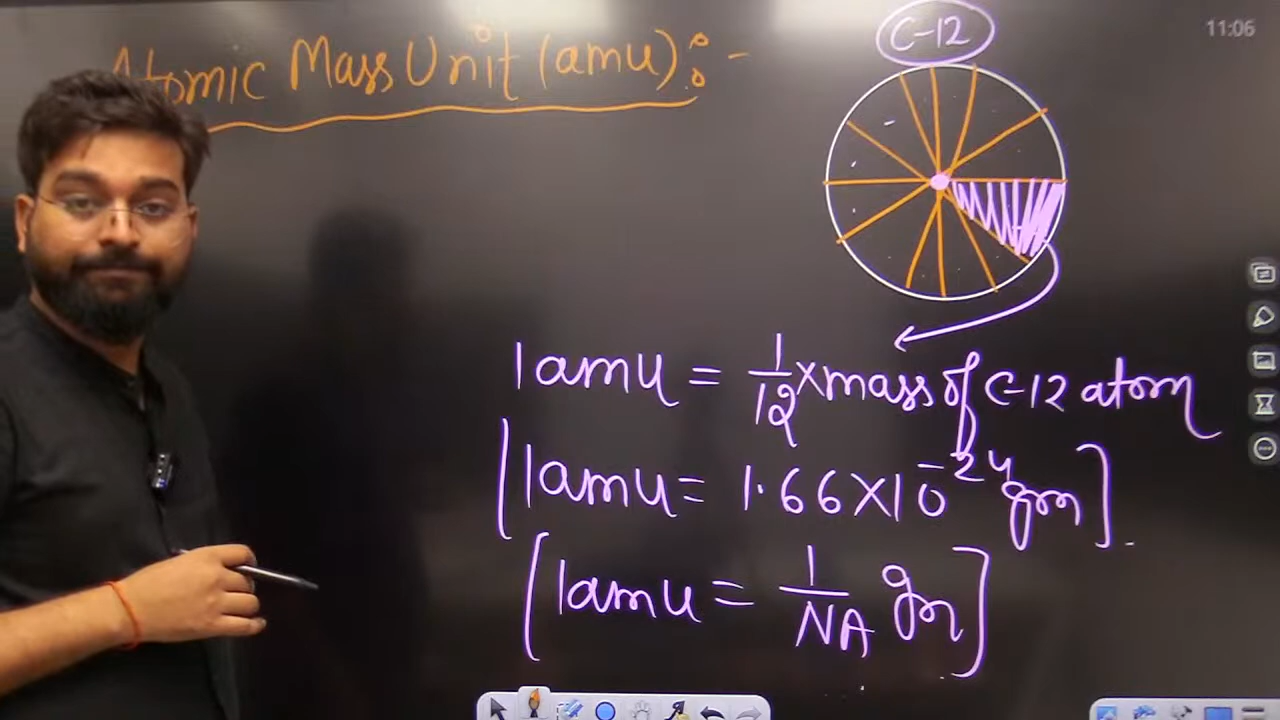 Atomic Mass Unit (amu):-
C-12
11:06
1 amu = 1/12 × mass of C-12 atom
[1 amu = 1.66 × 10⁻²⁴ gm].
[1 amu = 1/NA gm]